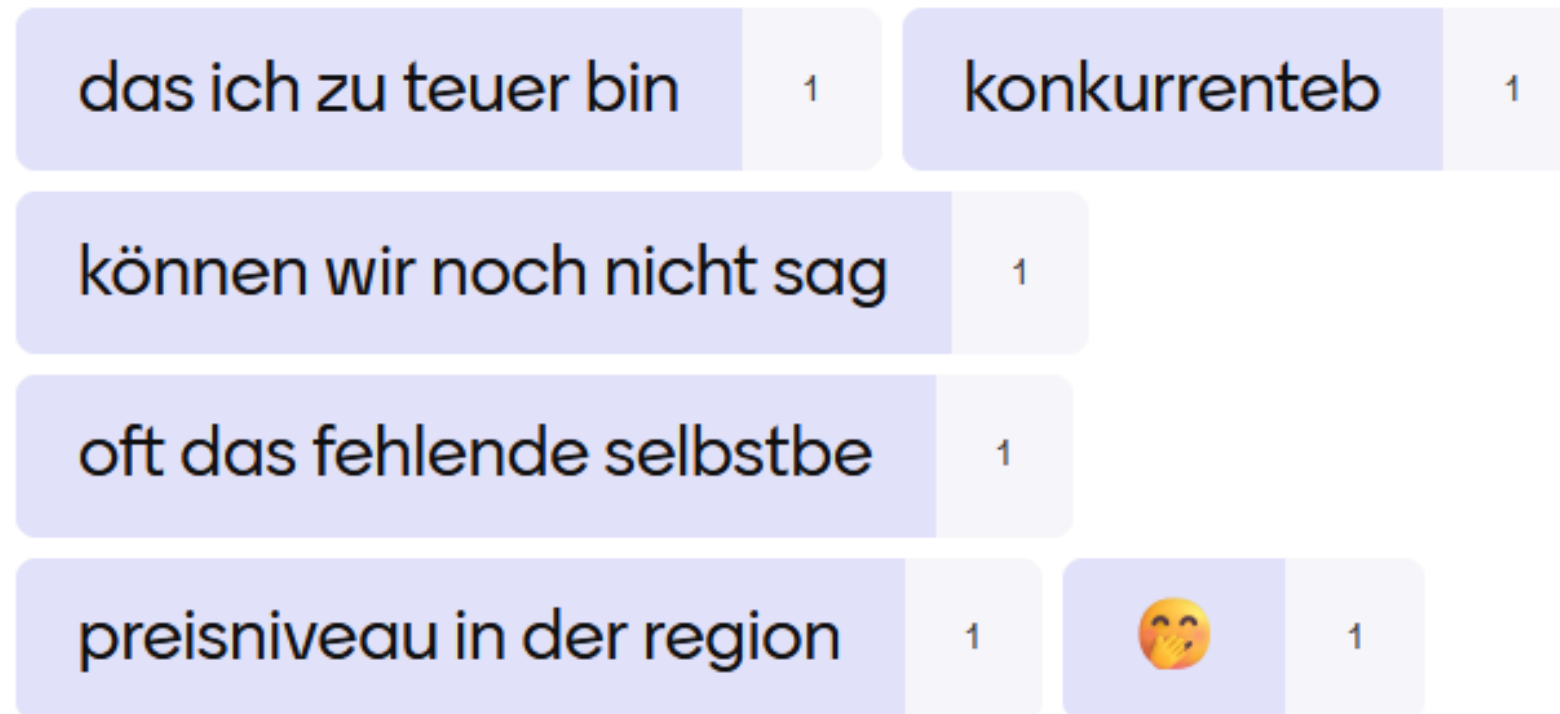 das ich zu teuer bin 1 konkurrenteb 1
können wir noch nicht sag 1
oft das fehlende selbstbe 1
preisniveau in der region 1 🤭 1